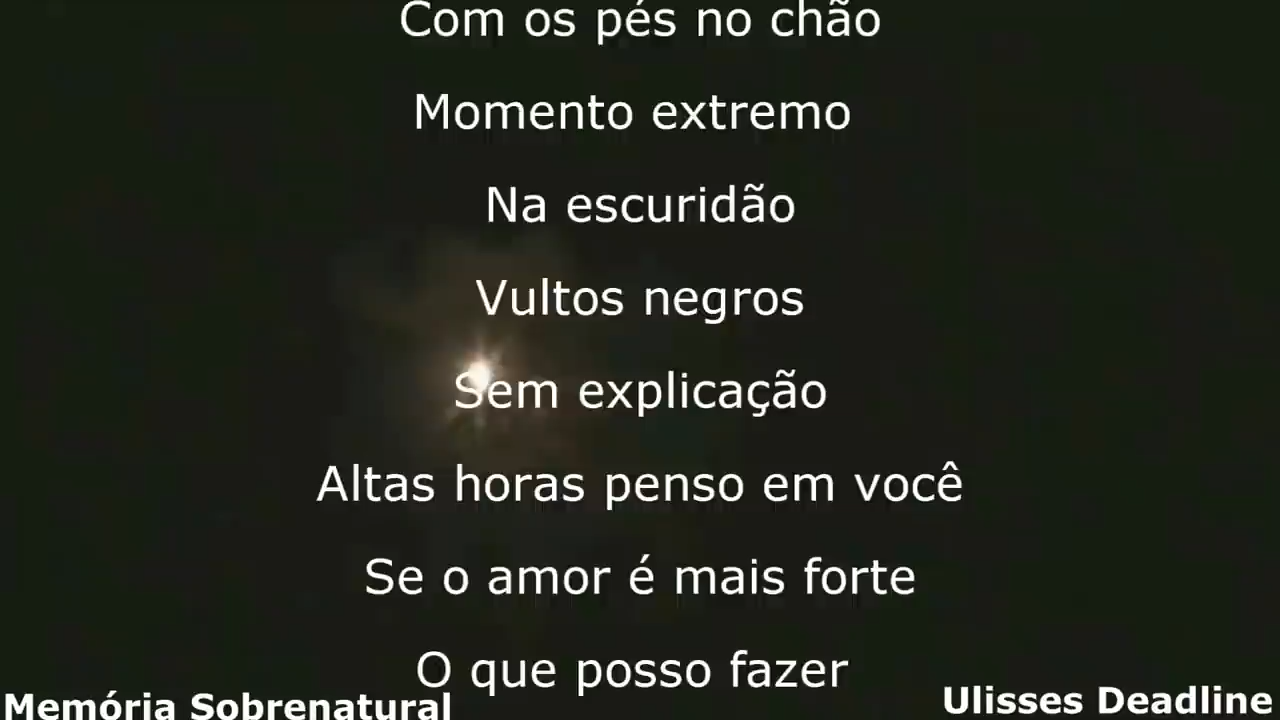 Com os pés no chão
Momento extremo
Na escuridão
Vultos negros
Sem explicação
Altas horas penso em você
Se o amor é mais forte
O que posso fazer
Memória Sobrenatural
Ulisses Deadline